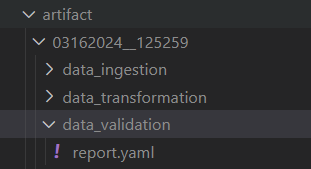 artifact
03162024__125259
data_ingestion
data_transformation
data_validation
! report.yaml